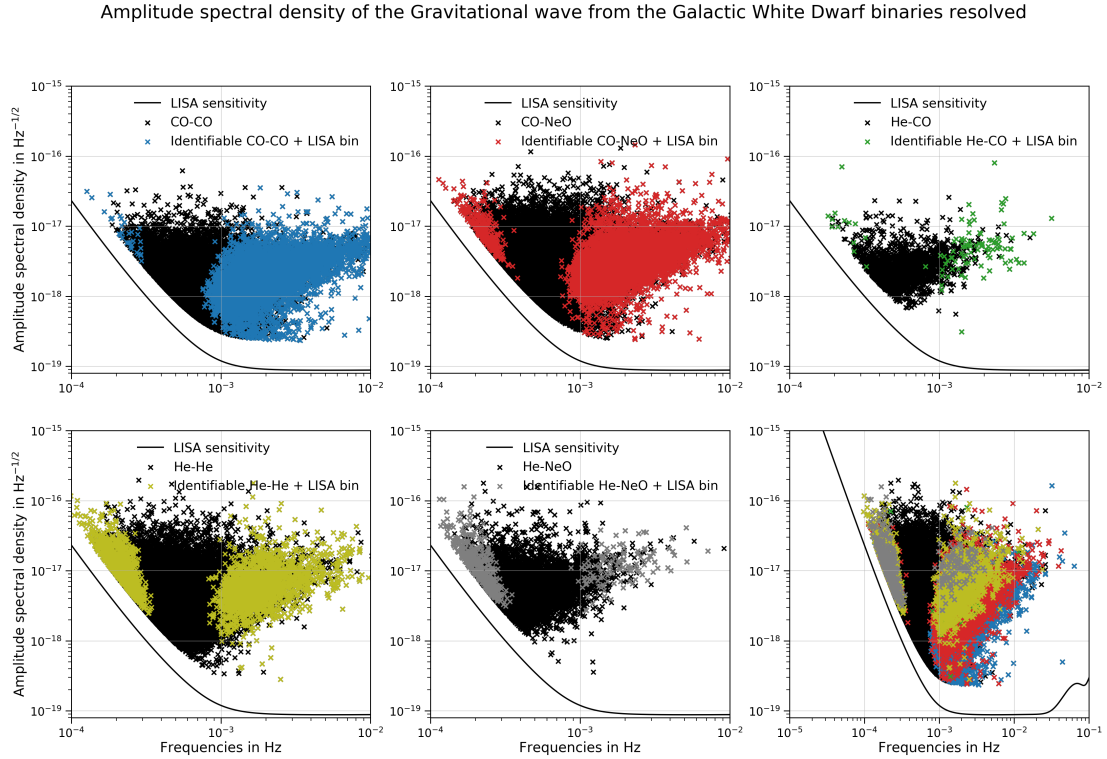 Amplitude spectral density of the Gravitational wave from the Galactic White Dwarf binaries resolved
Amplitude spectral density in Hz^{−1/2}
10^{−15}
10^{−16}
10^{−17}
10^{−18}
10^{−19}
LISA sensitivity
CO-CO
Identifiable CO-CO + LISA bin
10^{−4}
10^{−3}
10^{−2}
10^{−15}
10^{−16}
10^{−17}
10^{−18}
10^{−19}
LISA sensitivity
CO-NeO
Identifiable CO-NeO + LISA bin
10^{−4}
10^{−3}
10^{−2}
10^{−15}
10^{−16}
10^{−17}
10^{−18}
10^{−19}
LISA sensitivity
He-CO
Identifiable He-CO + LISA bin
10^{−4}
10^{−3}
10^{−2}
Amplitude spectral density in Hz^{−1/2}
10^{−15}
10^{−16}
10^{−17}
10^{−18}
10^{−19}
LISA sensitivity
He-He
Identifiable He-He + LISA bin
10^{−4}
10^{−3}
10^{−2}
Frequencies in Hz
10^{−15}
10^{−16}
10^{−17}
10^{−18}
10^{−19}
LISA sensitivity
He-NeO
Identifiable He-NeO + LISA bin
10^{−4}
10^{−3}
10^{−2}
Frequencies in Hz
10^{−15}
10^{−16}
10^{−17}
10^{−18}
10^{−19}
10^{−5}
10^{−4}
10^{−3}
10^{−2}
10^{−1}
Frequencies in Hz